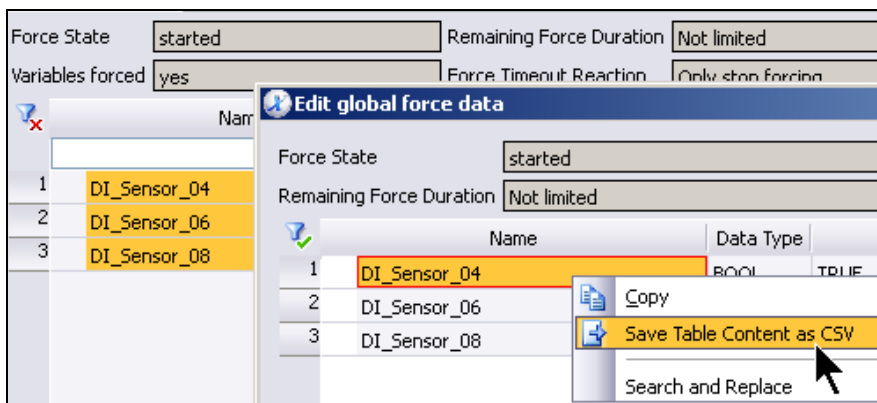 Force State started Remaining Force Duration Not limited
Variables forced yes Force Timeout Reaction Only stop forcing
Edit global force data
Force State started
Remaining Force Duration Not limited
1 DI_Sensor_04
2 DI_Sensor_06
3 DI_Sensor_08
Name Data Type
1 DI_Sensor_04 BOOL TRUE
2 DI_Sensor_06
3 DI_Sensor_08
Copy
Save Table Content as CSV
Search and Replace